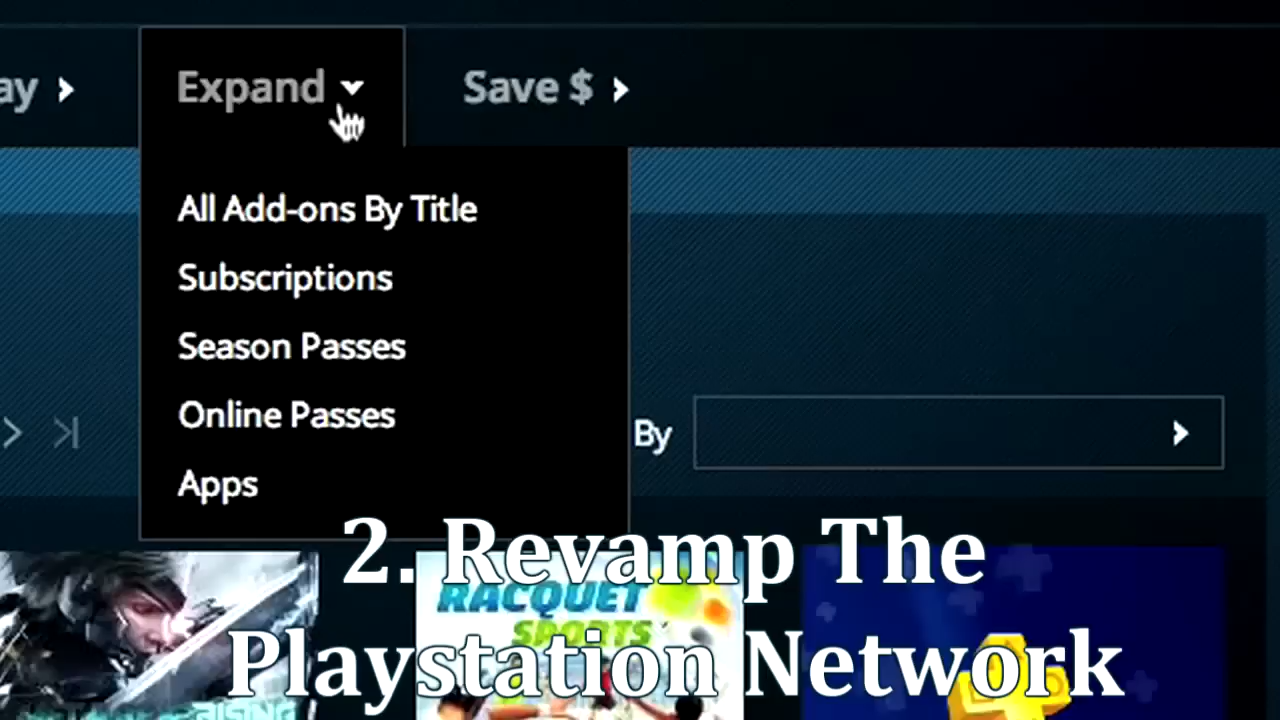 ay
Expand
Save $
All Add-ons By Title
Subscriptions
Season Passes
Online Passes
By
Apps
2. Revamp The
RACQUET
SPORTS
Playstation Network
RISING